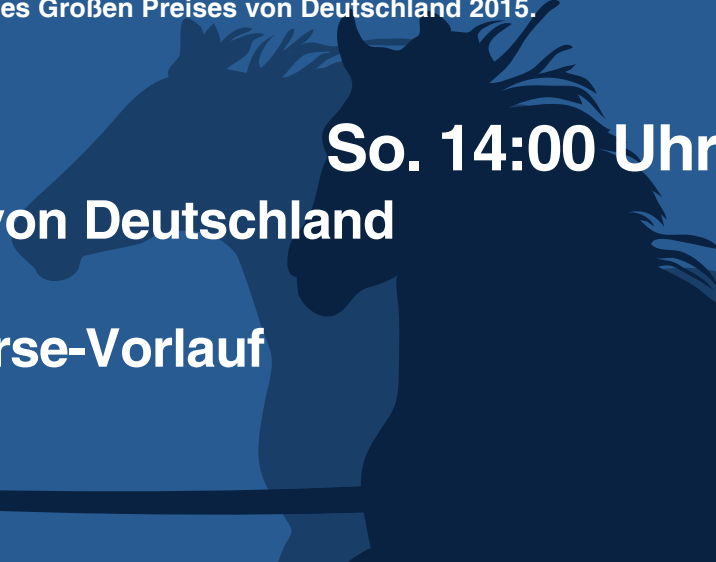 es Großen Preises von Deutschland 2015.
So. 14:00 Uhr
von Deutschland
rse-Vorlauf